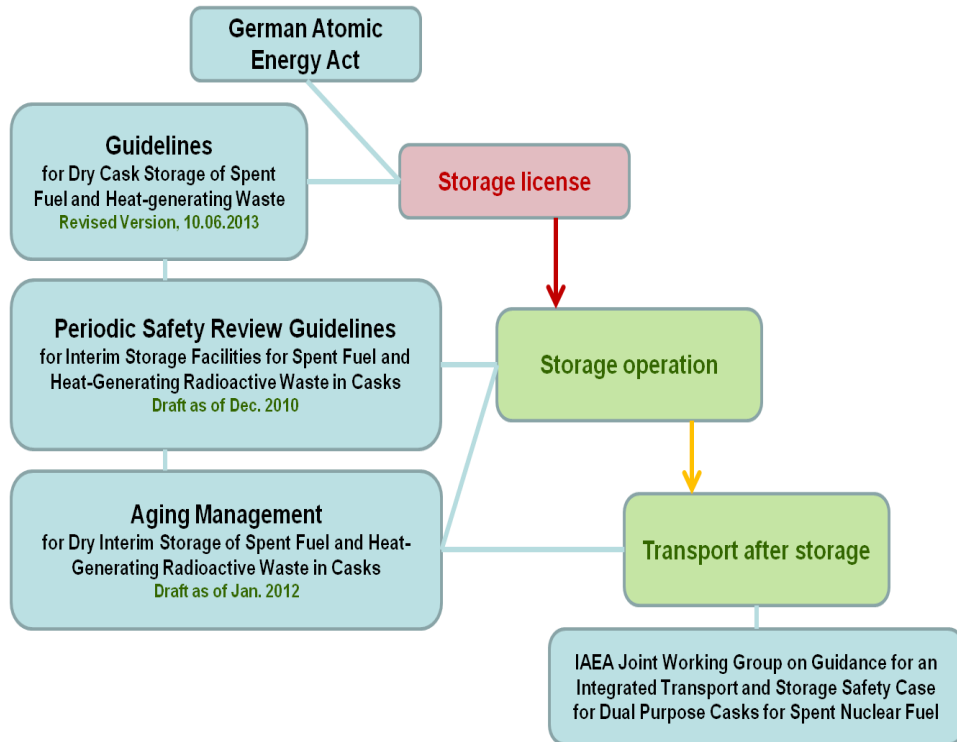 German Atomic
Energy Act
Guidelines
for Dry Cask Storage of Spent
Fuel and Heat-generating Waste
Revised Version, 10.06.2013
Storage license
Periodic Safety Review Guidelines
for Interim Storage Facilities for Spent Fuel and
Heat-Generating Radioactive Waste in Casks
Draft as of Dec. 2010
Storage operation
Aging Management
for Dry Interim Storage of Spent Fuel and Heat-
Generating Radioactive Waste in Casks
Draft as of Jan. 2012
Transport after storage
IAEA Joint Working Group on Guidance for an
Integrated Transport and Storage Safety Case
for Dual Purpose Casks for Spent Nuclear Fuel